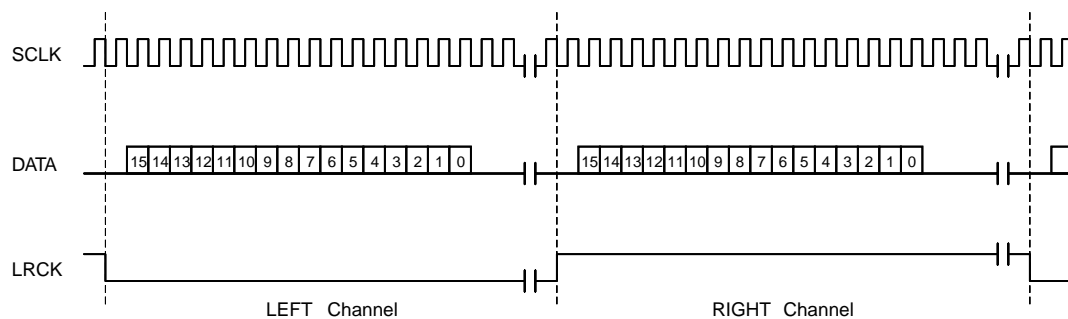 SCLK
DATA 15 14 13 12 11 10 9 8 7 6 5 4 3 2 1 0 15 14 13 12 11 10 9 8 7 6 5 4 3 2 1 0
LRCK
LEFT Channel RIGHT Channel